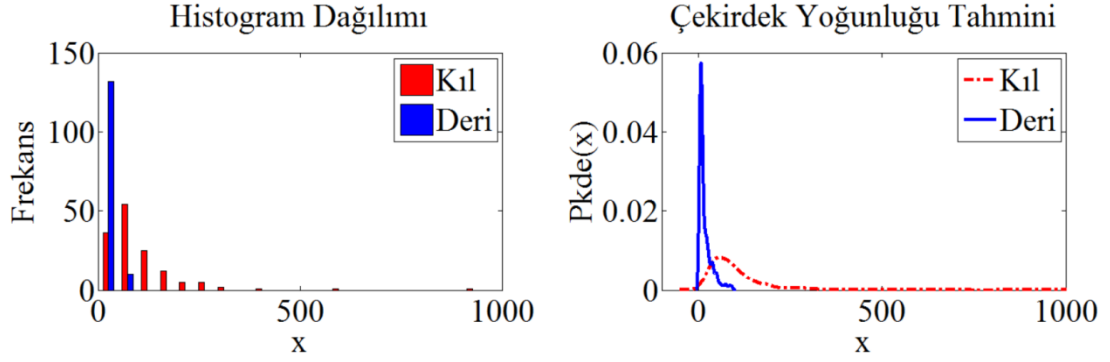 Histogram Dağılımı
150
100
50
0
Frekans
0
500
1000
x
Kıl
Deri
Çekirdek Yoğunluğu Tahmini
0.06
0.04
0.02
0
Pkde(x)
0
500
1000
x
Kıl
Deri